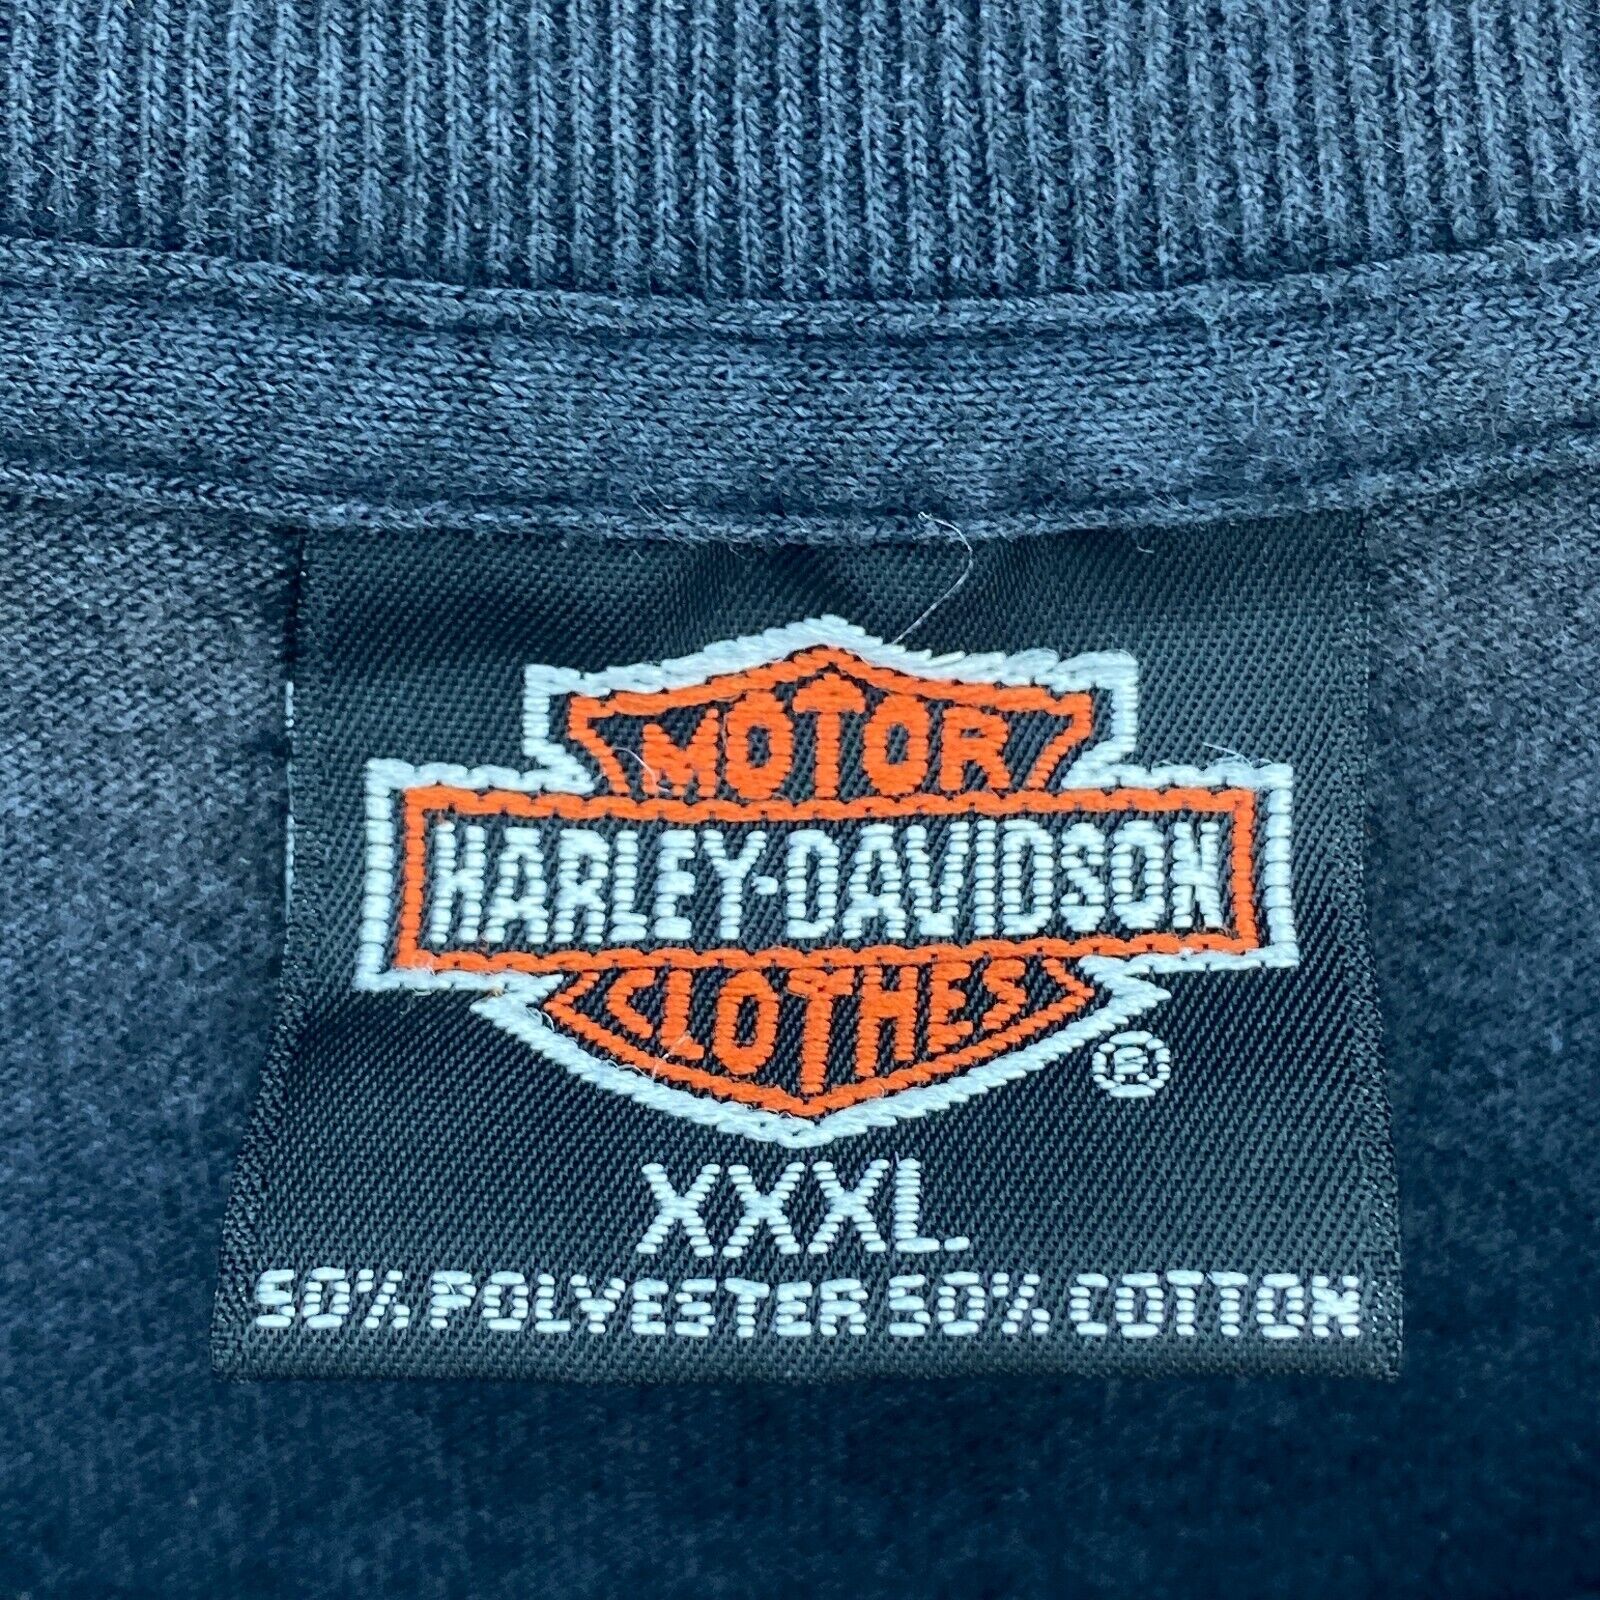 MOTOR
HARLEY-DAVIDSON
CLOTHES
®
XXXL
50% POLYESTER 50% COTTON